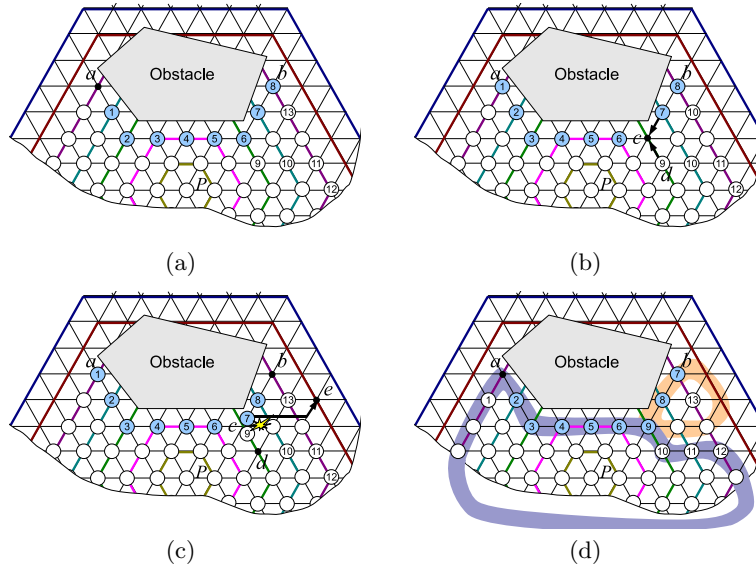 a Obstacle b
8
1 7 13
2 3 4 5 6 10
9 10 11
P 12
(a)
a Obstacle b
1 8
2 7 10
3 4 5 6 c 13
9 10 11
P d 12
(b)
a Obstacle b e
1
2 8 13
3 4 5 6 7 c
9 11
P d 12
(c)
a Obstacle b
7
1 2 8 13
3 4 5 6 9
10 11 12
P
(d)